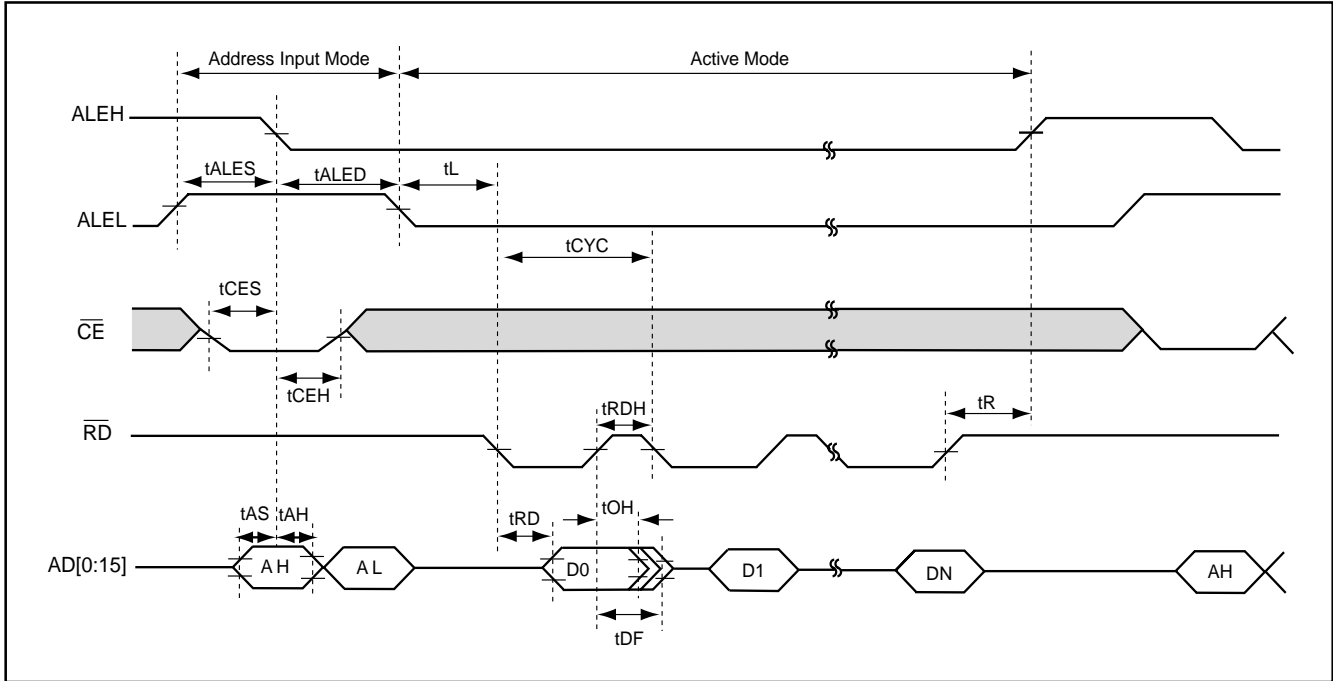 Address Input Mode
Active Mode
ALEH
tALES
tALED
tL
ALEL
tCYC
tCES
CE
tCEH
tRDH
tR
RD
tAS
tAH
tRD
tOH
AD[0:15]
A H
A L
D0
D1
DN
AH
tDF